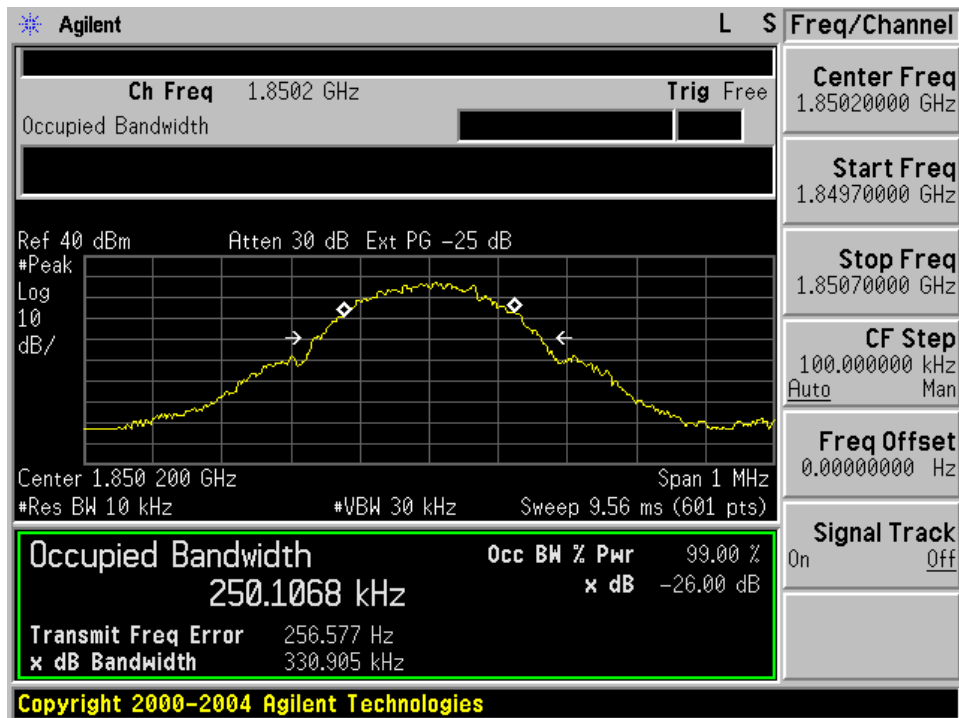 Agilent L S Freq/Channel
Ch Freq 1.8502 GHz Trig Free
Occupied Bandwidth
Center Freq
1.85020000 GHz
Start Freq
1.84970000 GHz
Stop Freq
1.85070000 GHz
CF Step
100.000000 kHz
Auto Man
Freq Offset
0.00000000 Hz
Signal Track
On Off
Ref 40 dBm Atten 30 dB Ext PG -25 dB
#Peak
Log
10
dB/
Center 1.850 200 GHz Span 1 MHz
#Res BW 10 kHz #VBW 30 kHz Sweep 9.56 ms (601 pts)
Occupied Bandwidth Occ BW % Pwr 99.00 %
250.1068 kHz x dB -26.00 dB
Transmit Freq Error 256.577 Hz
x dB Bandwidth 330.905 kHz
Copyright 2000-2004 Agilent Technologies